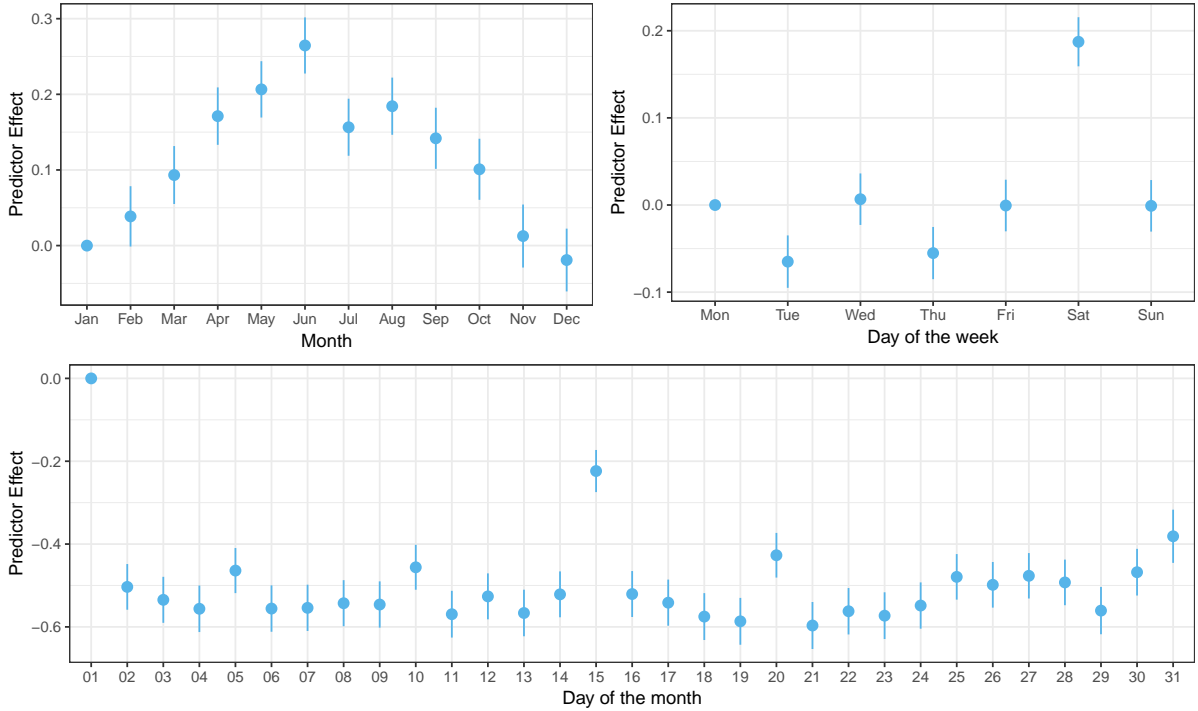 Predictor Effect
0.3
0.2
0.1
0.0
Jan Feb Mar Apr May Jun Jul Aug Sep Oct Nov Dec
Month
Predictor Effect
0.2
0.1
0.0
−0.1
Mon Tue Wed Thu Fri Sat Sun
Day of the week
Predictor Effect
0.0
−0.2
−0.4
−0.6
01 02 03 04 05 06 07 08 09 10 11 12 13 14 15 16 17 18 19 20 21 22 23 24 25 26 27 28 29 30 31
Day of the month